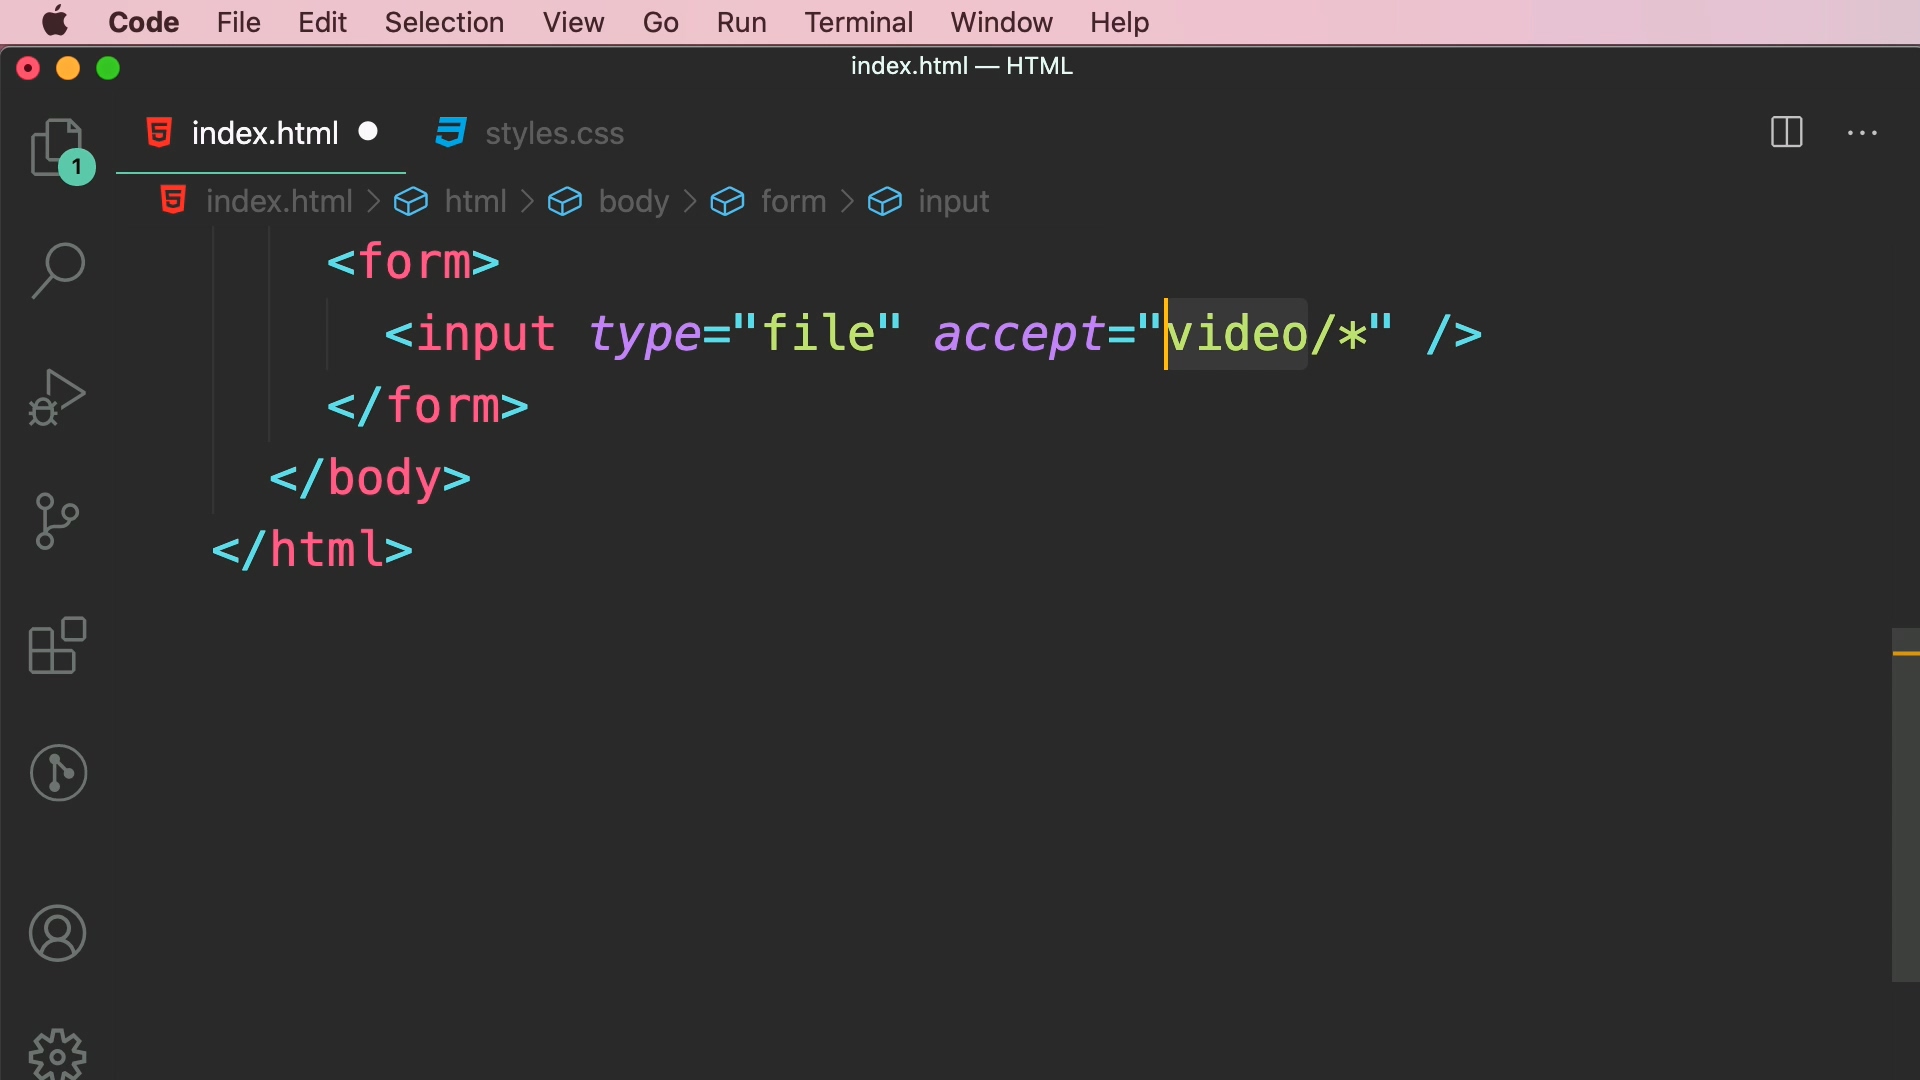 Code File Edit Selection View Go Run Terminal Window Help
index.html — HTML
index.html styles.css
1
index.html > html > body > form > input
<form>
<input type="file" accept="video/*" />
</form>
</body>
</html>